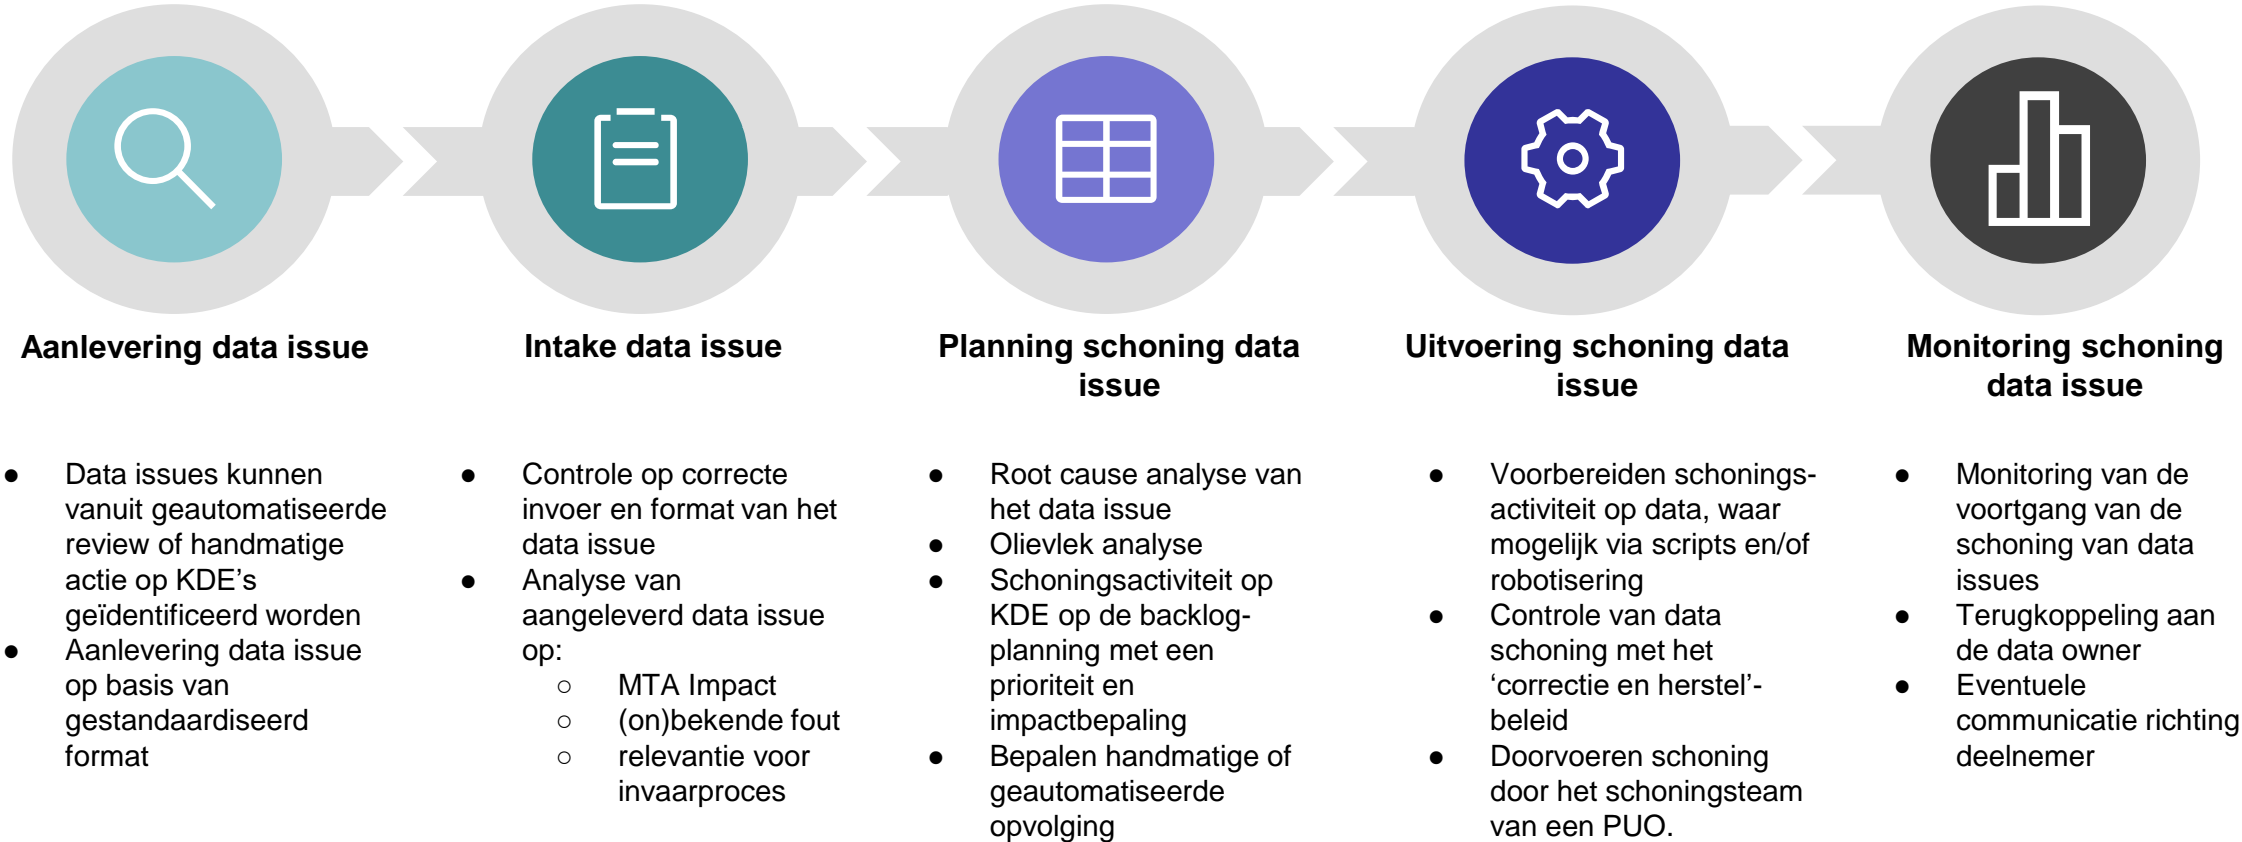 Aanlevering data issue
● Data issues kunnen
vanuit geautomatiseerde
review of handmatige
actie op KDE’s
geïdentificeerd worden
● Aanlevering data issue
op basis van
gestandaardiseerd
format
Intake data issue
● Controle op correcte
invoer en format van het
data issue
● Analyse van
aangeleverd data issue
op:
○ MTA Impact
○ (on)bekende fout
○ relevantie voor
invaarproces
Planning schoning data
issue
● Root cause analyse van
het data issue
● Olievlek analyse
● Schoningsactiviteit op
KDE op de backlog-
planning met een
prioriteit en
impactbepaling
● Bepalen handmatige of
geautomatiseerde
opvolging
Uitvoering schoning data
issue
● Voorbereiden schonings-
activiteit op data, waar
mogelijk via scripts en/of
robotisering
● Controle van data
schoning met het
‘correctie en herstel’-
beleid
● Doorvoeren schoning
door het schoningsteam
van een PUO.
Monitoring schoning
data issue
● Monitoring van de
voortgang van de
schoning van data
issues
● Terugkoppeling aan
de data owner
● Eventuele
communicatie richting
deelnemer